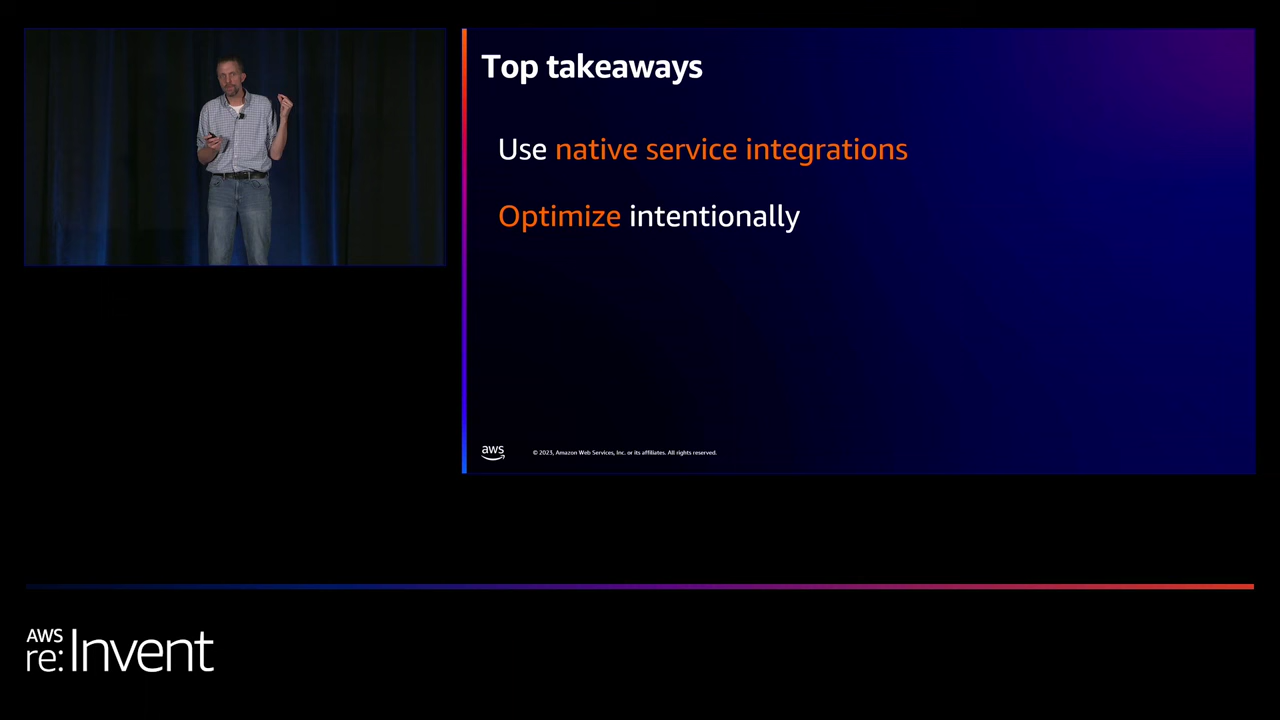 Top takeaways
Use native service integrations
Optimize intentionally
aws
© 2023, Amazon Web Services, Inc. or its affiliates. All rights reserved.
AWS
re:Invent